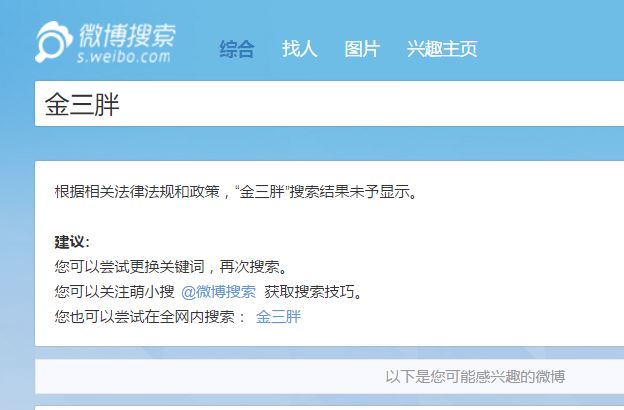 微博搜索
s.weibo.com
综合 找人 图片 兴趣主页
金三胖
根据相关法律法规和政策，“金三胖”搜索结果未予显示。
建议：
您可以尝试更换关键词，再次搜索。
您可以关注萌小搜 @微博搜索 获取搜索技巧。
您也可以尝试在全网内搜索： 金三胖
以下是您可能感兴趣的微博